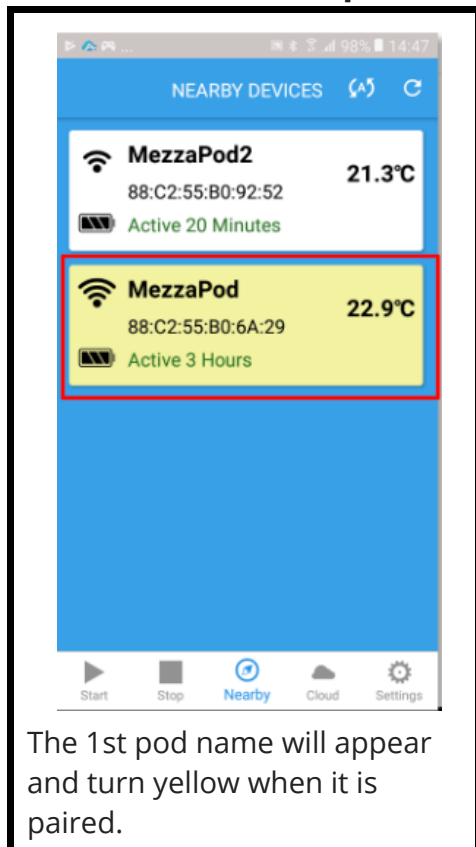 ... 98% 14:47
NEARBY DEVICES (A)
MezzaPod2
21.3°C
88:C2:55:B0:92:52
Active 20 Minutes
MezzaPod
22.9°C
88:C2:55:B0:6A:29
Active 3 Hours
Start Stop Nearby Cloud Settings
The 1st pod name will appear
and turn yellow when it is
paired.